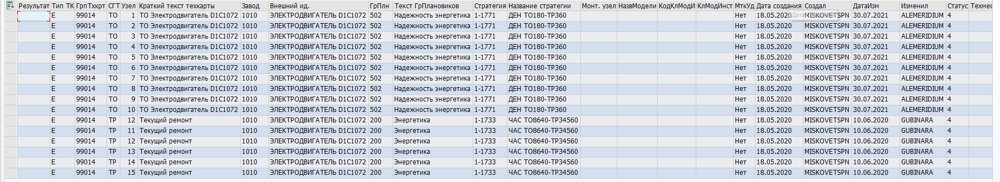 Результат Тип ТК ГрпТхкрт СГТ Узел Краткий текст техкарты Завод Внешний ид. ГрПлн Текст ГрПлановиков Стратегия Название стратегии Монт. узел НазвМодели КодКлМодИ КлМодИнст МткУд Дата создания Создал ДатаИзм Изменил Статус Техмес
E 99014 ТО 1 ТО Электродвигатель D1C1072 1010 ЭЛЕКТРОДВИГАТЕЛЬ D1C1072 502 Надежность энергетика 1-1771 ДЕН ТО180-ТР360 Нет 18.05.2020 MISKOVETSPN 30.07.2021 ALEMERIDIUM 4
E 99014 ТО 2 ТО Электродвигатель D1C1072 1010 ЭЛЕКТРОДВИГАТЕЛЬ D1C1072 502 Надежность энергетика 1-1771 ДЕН ТО180-ТР360 Нет 18.05.2020 MISKOVETSPN 30.07.2021 ALEMERIDIUM 4
E 99014 ТО 3 ТО Электродвигатель D1C1072 1010 ЭЛЕКТРОДВИГАТЕЛЬ D1C1072 502 Надежность энергетика 1-1771 ДЕН ТО180-ТР360 Нет 18.05.2020 MISKOVETSPN 30.07.2021 ALEMERIDIUM 4
E 99014 ТО 4 ТО Электродвигатель D1C1072 1010 ЭЛЕКТРОДВИГАТЕЛЬ D1C1072 502 Надежность энергетика 1-1771 ДЕН ТО180-ТР360 Нет 18.05.2020 MISKOVETSPN 30.07.2021 ALEMERIDIUM 4
E 99014 ТО 5 ТО Электродвигатель D1C1072 1010 ЭЛЕКТРОДВИГАТЕЛЬ D1C1072 502 Надежность энергетика 1-1771 ДЕН ТО180-ТР360 Нет 18.05.2020 MISKOVETSPN 30.07.2021 ALEMERIDIUM 4
E 99014 ТО 6 ТО Электродвигатель D1C1072 1010 ЭЛЕКТРОДВИГАТЕЛЬ D1C1072 502 Надежность энергетика 1-1771 ДЕН ТО180-ТР360 Нет 18.05.2020 MISKOVETSPN 30.07.2021 ALEMERIDIUM 4
E 99014 ТО 7 ТО Электродвигатель D1C1072 1010 ЭЛЕКТРОДВИГАТЕЛЬ D1C1072 502 Надежность энергетика 1-1771 ДЕН ТО180-ТР360 Нет 18.05.2020 MISKOVETSPN 30.07.2021 ALEMERIDIUM 4
E 99014 ТО 8 ТО Электродвигатель D1C1072 1010 ЭЛЕКТРОДВИГАТЕЛЬ D1C1072 502 Надежность энергетика 1-1771 ДЕН ТО180-ТР360 Нет 18.05.2020 MISKOVETSPN 30.07.2021 ALEMERIDIUM 4
E 99014 ТО 9 ТО Электродвигатель D1C1072 1010 ЭЛЕКТРОДВИГАТЕЛЬ D1C1072 502 Надежность энергетика 1-1771 ДЕН ТО180-ТР360 Нет 18.05.2020 MISKOVETSPN 30.07.2021 ALEMERIDIUM 4
E 99014 ТО 10 ТО Электродвигатель D1C1072 1010 ЭЛЕКТРОДВИГАТЕЛЬ D1C1072 502 Надежность энергетика 1-1771 ДЕН ТО180-ТР360 Нет 18.05.2020 MISKOVETSPN 30.07.2021 ALEMERIDIUM 4
E 99014 ТР 12 Текущий ремонт 1010 ЭЛЕКТРОДВИГАТЕЛЬ D1C1072 200 Энергетика 1-1733 ЧАС ТО8640-ТР34560 Нет 18.05.2020 MISKOVETSPN 10.06.2020 GUBINARA 4
E 99014 ТР 11 Текущий ремонт 1010 ЭЛЕКТРОДВИГАТЕЛЬ D1C1072 200 Энергетика 1-1733 ЧАС ТО8640-ТР34560 Нет 18.05.2020 MISKOVETSPN 10.06.2020 GUBINARA 4
E 99014 ТР 12 Текущий ремонт 1010 ЭЛЕКТРОДВИГАТЕЛЬ D1C1072 200 Энергетика 1-1733 ЧАС ТО8640-ТР34560 Нет 18.05.2020 MISKOVETSPN 10.06.2020 GUBINARA 4
E 99014 ТР 13 Текущий ремонт 1010 ЭЛЕКТРОДВИГАТЕЛЬ D1C1072 200 Энергетика 1-1733 ЧАС ТО8640-ТР34560 Нет 18.05.2020 MISKOVETSPN 10.06.2020 GUBINARA 4
E 99014 ТР 14 Текущий ремонт 1010 ЭЛЕКТРОДВИГАТЕЛЬ D1C1072 200 Энергетика 1-1733 ЧАС ТО8640-ТР34560 Нет 18.05.2020 MISKOVETSPN 10.06.2020 GUBINARA 4
E 99014 ТР 15 Текущий ремонт 1010 ЭЛЕКТРОДВИГАТЕЛЬ D1C1072 200 Энергетика 1-1733 ЧАС ТО8640-ТР34560 Нет 18.05.2020 MISKOVETSPN 10.06.2020 GUBINARA 4